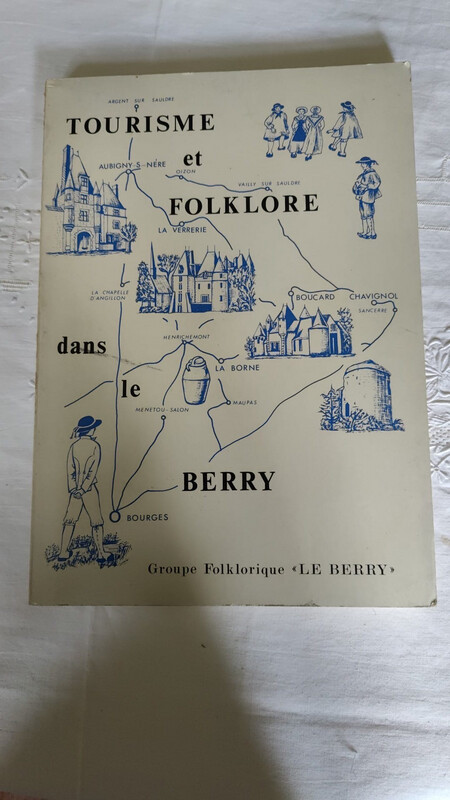 ARGENT SUR SAULDRE
TOURISME
AUBIGNY-S-NÈRE
et
OIZON
VAILLY SUR SAULDRE
FOLKLORE
LA VERRERIE
LA CHAPELLE
D'ANGILLON
BOUCARD
CHAVIGNOL
SANCERRE
HENRICHEMONT
dans
LA BORNE
le
MAUPAS
MENETOU-SALON
BERRY
BOURGES
Groupe Folklorique «LE BERRY»